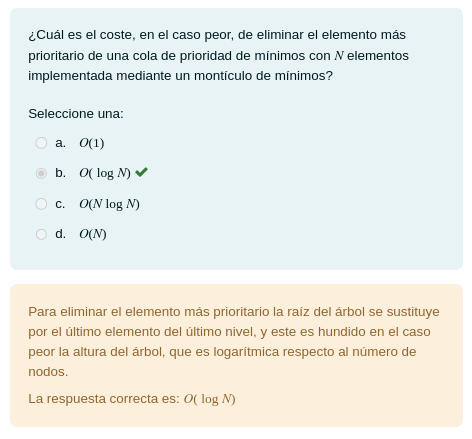 ¿Cuál es el coste, en el caso peor, de eliminar el elemento más
prioritario de una cola de prioridad de mínimos con N elementos
implementada mediante un montículo de mínimos?
Seleccione una:
a. O(1)
b. O( log N) ✔
c. O(N log N)
d. O(N)
Para eliminar el elemento más prioritario la raíz del árbol se sustituye
por el último elemento del último nivel, y este es hundido en el caso
peor la altura del árbol, que es logarítmica respecto al número de
nodos.
La respuesta correcta es: O( log N)